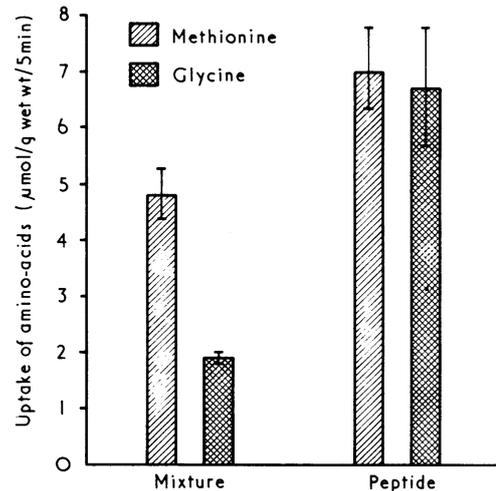 8
Methionine
7
Glycine
6
5
4
3
2
1
0
Uptake of amino-acids (μmol/g wet wt/5min)
Mixture
Peptide